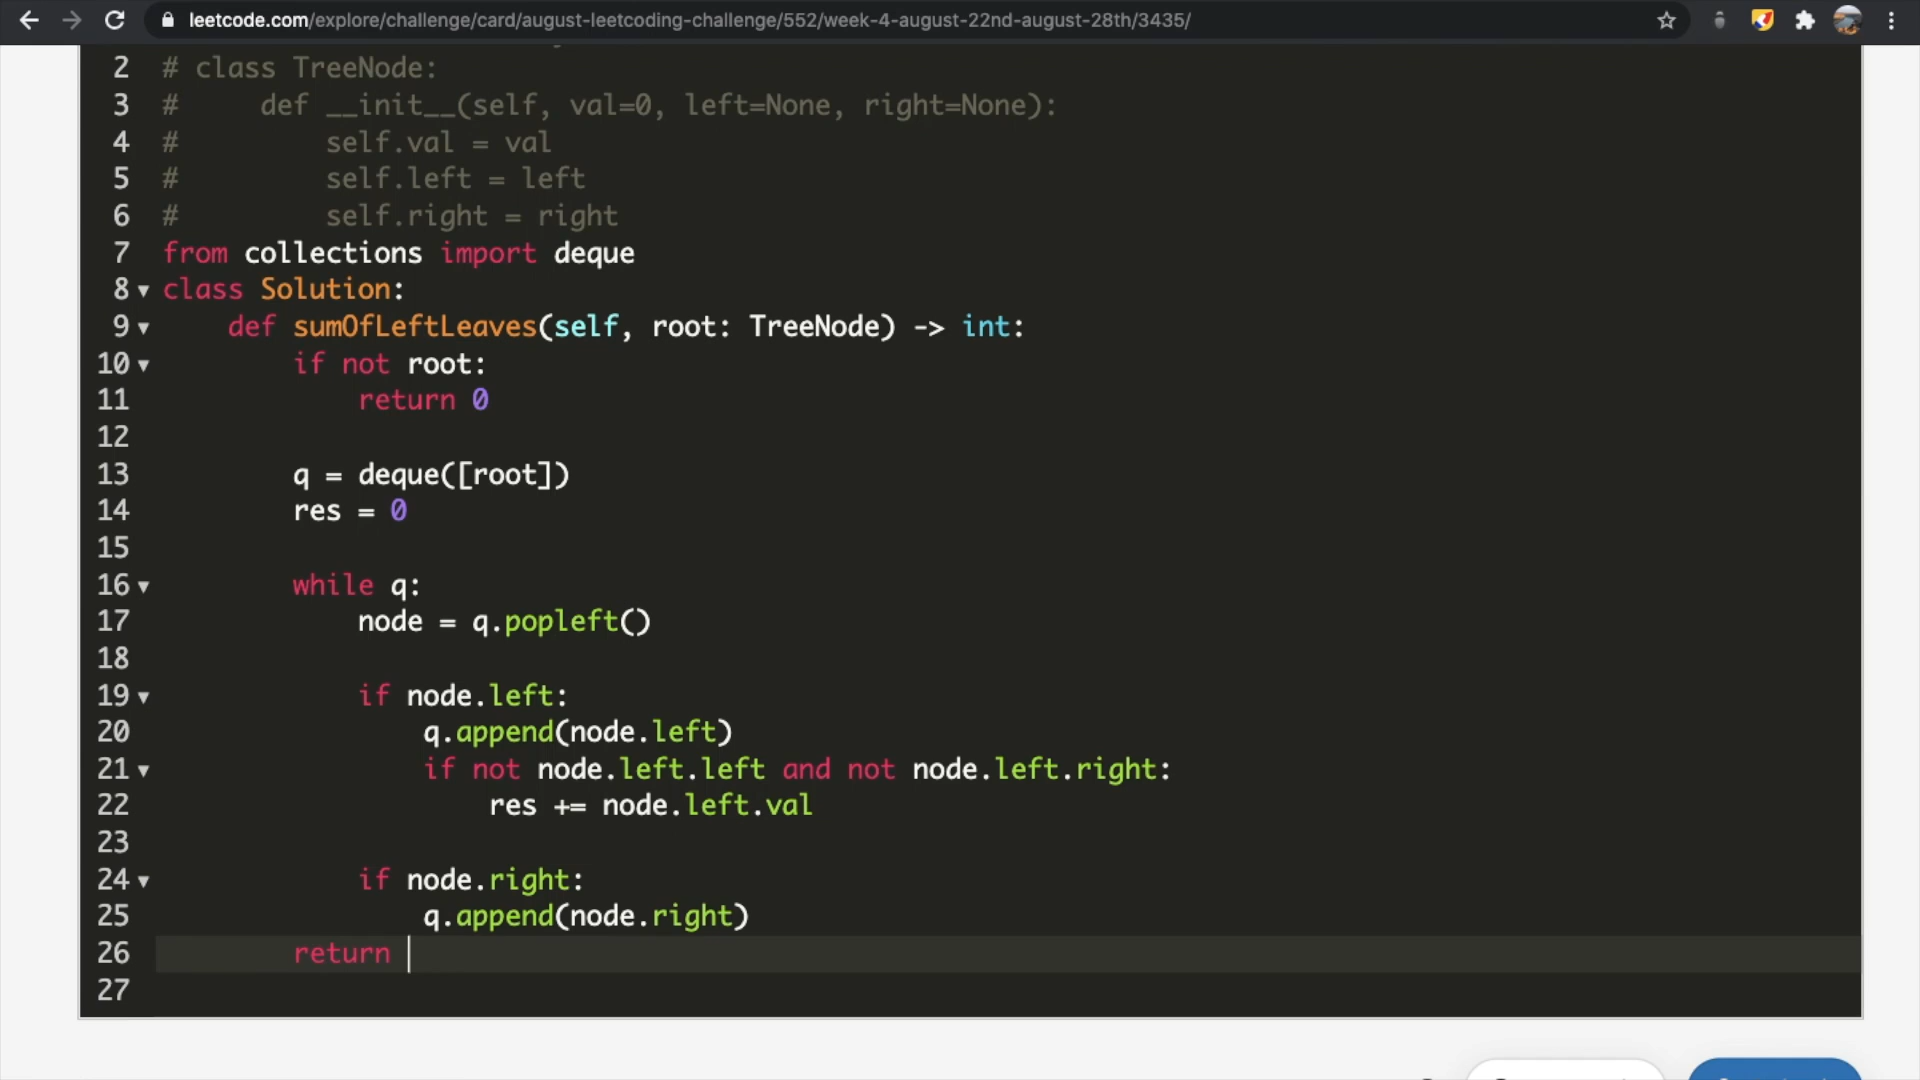 leetcode.com/explore/challenge/card/august-leetcoding-challenge/552/week-4-august-22nd-august-28th/3435/
2 # class TreeNode:
3 #     def __init__(self, val=0, left=None, right=None):
4 #         self.val = val
5 #         self.left = left
6 #         self.right = right
7 from collections import deque
8 class Solution:
9     def sumOfLeftLeaves(self, root: TreeNode) -> int:
10         if not root:
11             return 0
12
13         q = deque([root])
14         res = 0
15
16         while q:
17             node = q.popleft()
18
19             if node.left:
20                 q.append(node.left)
21                 if not node.left.left and not node.left.right:
22                     res += node.left.val
23
24             if node.right:
25                 q.append(node.right)
26         return
27